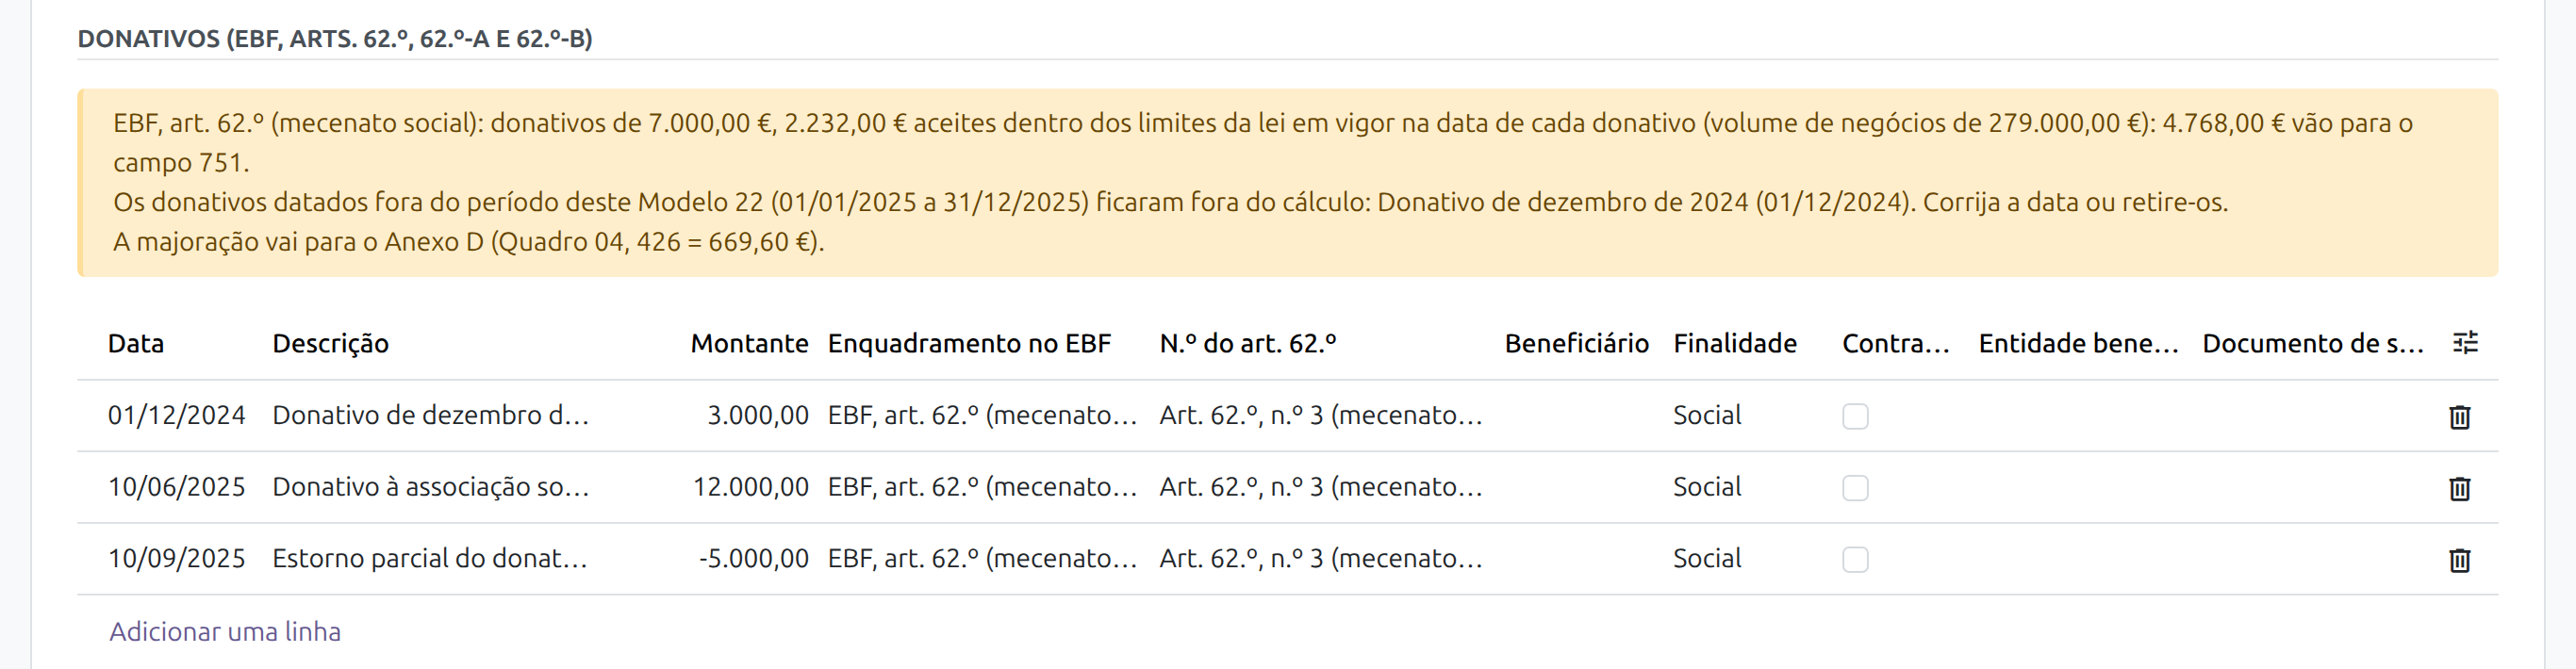 DONATIVOS (EBF, ARTS. 62.º, 62.º-A E 62.º-B)
EBF, art. 62.º (mecenato social): donativos de 7.000,00 €, 2.232,00 € aceites dentro dos limites da lei em vigor na data de cada donativo (volume de negócios de 279.000,00 €): 4.768,00 € vão para o
campo 751.
Os donativos datados fora do período deste Modelo 22 (01/01/2025 a 31/12/2025) ficaram fora do cálculo: Donativo de dezembro de 2024 (01/12/2024). Corrija a data ou retire-os.
A majoração vai para o Anexo D (Quadro 04, 426 = 669,60 €).
Data Descrição Montante Enquadramento no EBF N.º do art. 62.º Beneficiário Finalidade Contra… Entidade bene… Documento de s…
01/12/2024 Donativo de dezembro d… 3.000,00 EBF, art. 62.º (mecenato… Art. 62.º, n.º 3 (mecenato… Social
10/06/2025 Donativo à associação so… 12.000,00 EBF, art. 62.º (mecenato… Art. 62.º, n.º 3 (mecenato… Social
10/09/2025 Estorno parcial do donat… -5.000,00 EBF, art. 62.º (mecenato… Art. 62.º, n.º 3 (mecenato… Social
Adicionar uma linha